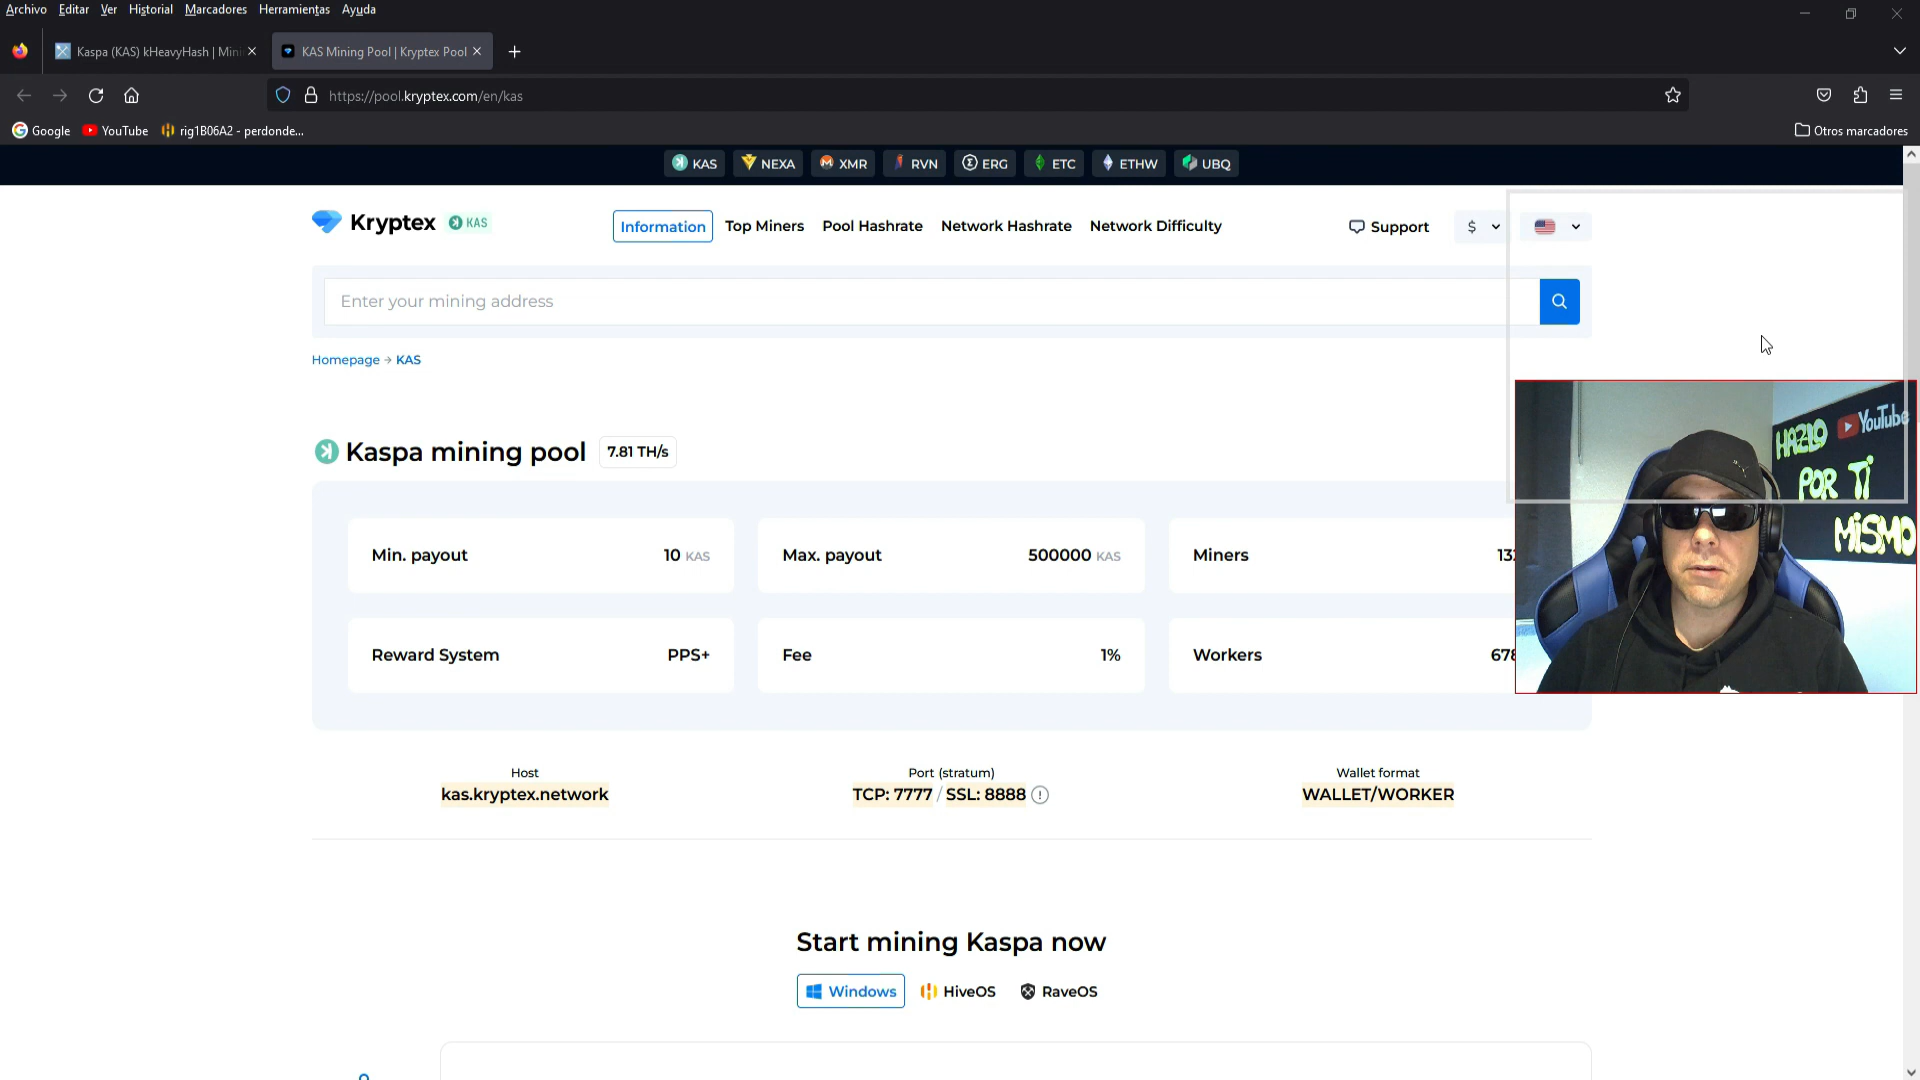 Archivo Editar Ver Historial Marcadores Herramientas Ayuda
Kaspa (KAS) kHeavyHash | Mini
KAS Mining Pool | Kryptex Pool
https://pool.kryptex.com/en/kas
Google YouTube rig1B06A2 - perdonde... Otros marcadores
KAS NEXA XMR RVN ERG ETC ETHW UBQ
Kryptex KAS Information Top Miners Pool Hashrate Network Hashrate Network Difficulty Support $
Enter your mining address
Homepage → KAS
Kaspa mining pool 7.81 TH/s
Min. payout 10 KAS
Max. payout 500000 KAS
Miners
Reward System PPS+
Fee 1%
Workers
YouTube
HAZLO
POR Ti
MiSMO
Host
kas.kryptex.network
Port (stratum)
TCP: 7777 / SSL: 8888
Wallet format
WALLET/WORKER
Start mining Kaspa now
Windows HiveOS RaveOS